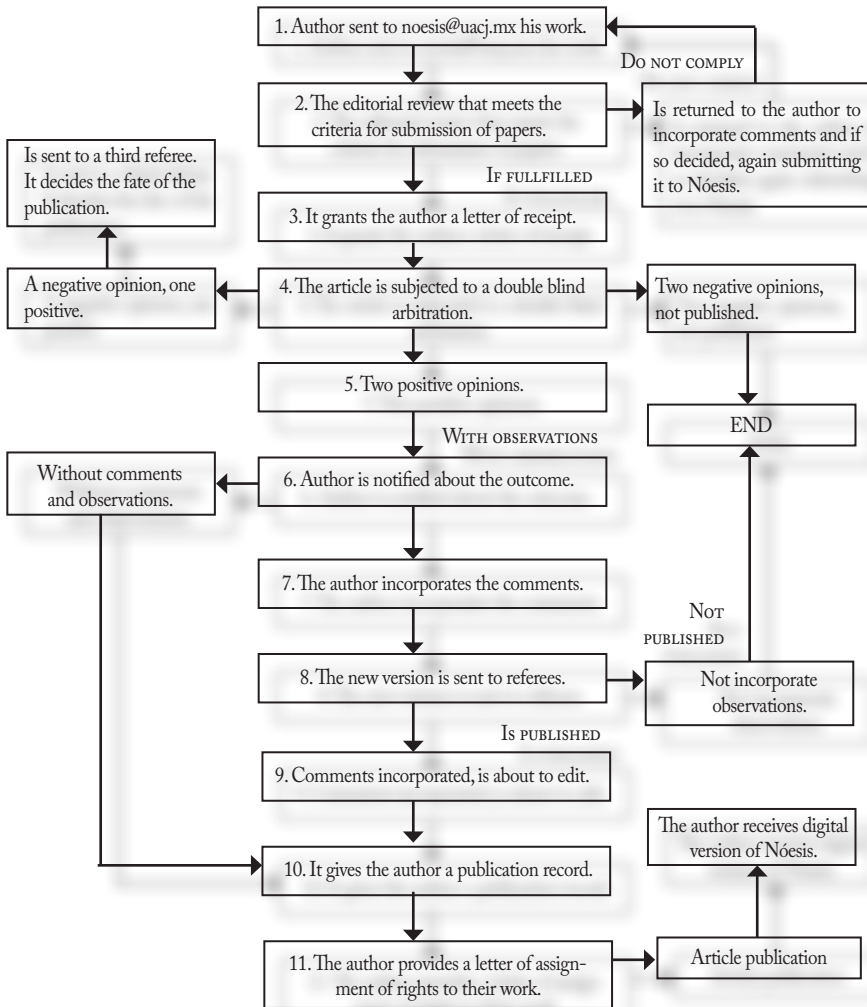 1. Author sent to noesis@uacj.mx his work.
Do not comply
2. The editorial review that meets the
criteria for submission of papers.
Is returned to the author to
incorporate comments and if
so decided, again submitting
it to Nóesis.
Is sent to a third referee.
It decides the fate of the
publication.
If fullfilled
3. It grants the author a letter of receipt.
A negative opinion, one
positive.
4. The article is subjected to a double blind
arbitration.
Two negative opinions,
not published.
5. Two positive opinions.
END
With observations
Without comments
and observations.
6. Author is notified about the outcome.
7. The author incorporates the comments.
Not
published
8. The new version is sent to referees.
Not incorporate
observations.
Is published
9. Comments incorporated, is about to edit.
The author receives digital
version of Nóesis.
10. It gives the author a publication record.
11. The author provides a letter of assign-
ment of rights to their work.
Article publication